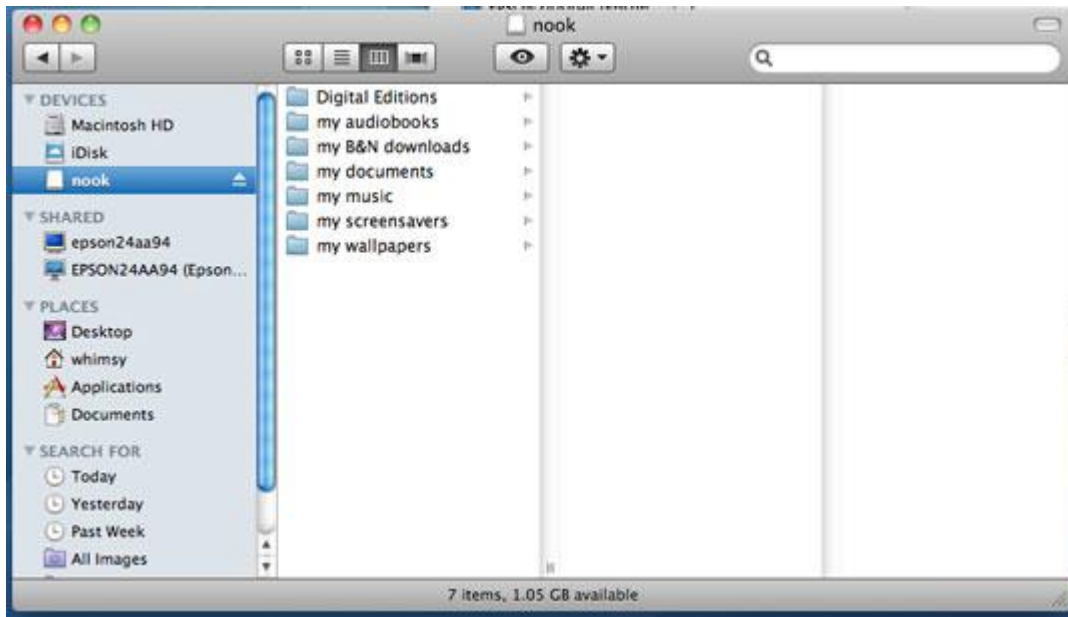 nook
DEVICES
Macintosh HD
iDisk
nook
SHARED
epson24aa94
EPSON24AA94 (Epson...
PLACES
Desktop
whimsy
Applications
Documents
SEARCH FOR
Today
Yesterday
Past Week
All Images
Digital Editions
my audiobooks
my B&N downloads
my documents
my music
my screensavers
my wallpapers
7 items, 1.05 GB available